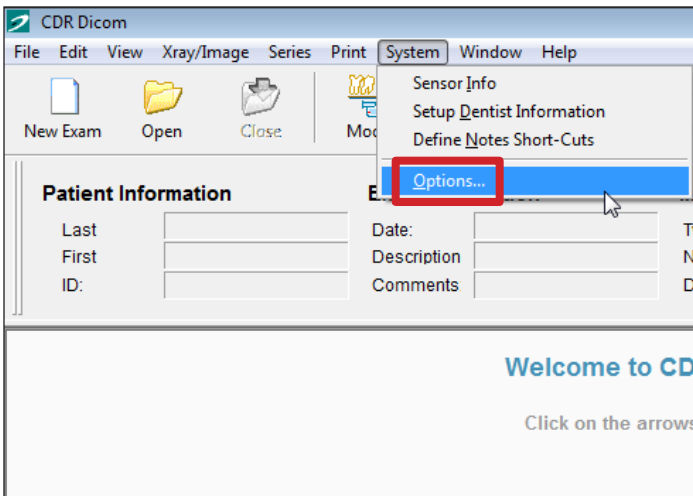 CDR Dicom
File Edit View Xray/Image Series Print System Window Help
Sensor Info
Setup Dentist Information
Define Notes Short-Cuts
Options...
New Exam Open Close
Patient Information
Last Date:
First Description
ID: Comments
Welcome to CD
Click on the arrows